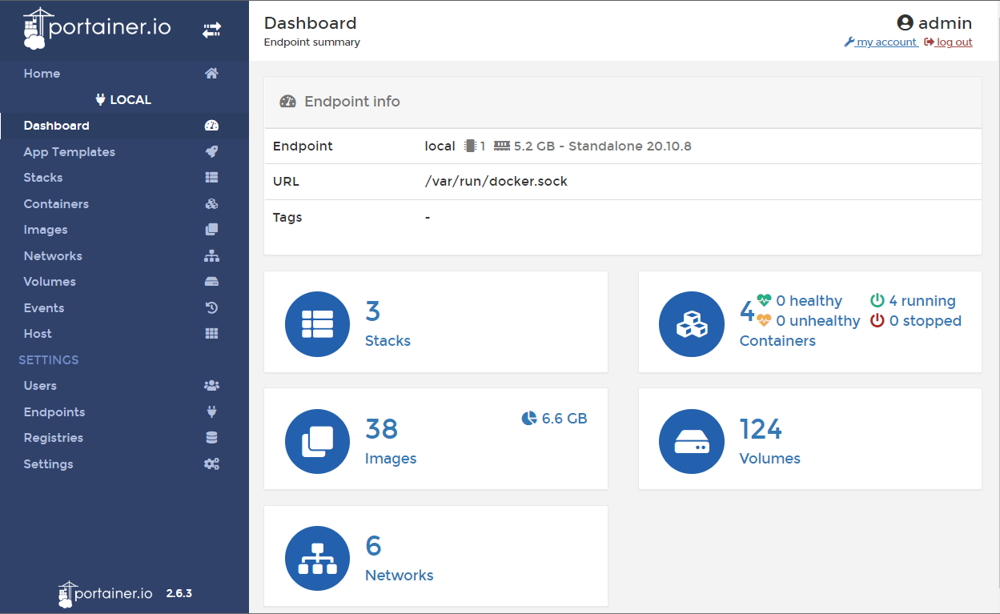 portainer.io
Home
LOCAL
Dashboard
App Templates
Stacks
Containers
Images
Networks
Volumes
Events
Host
SETTINGS
Users
Endpoints
Registries
Settings
portainer.io 2.6.3
Dashboard
Endpoint summary
admin
my account log out
Endpoint info
Endpoint local 1 5.2 GB - Standalone 20.10.8
URL /var/run/docker.sock
Tags -
3
Stacks
4 0 healthy 4 running
0 unhealthy 0 stopped
Containers
38 6.6 GB
Images
124
Volumes
6
Networks